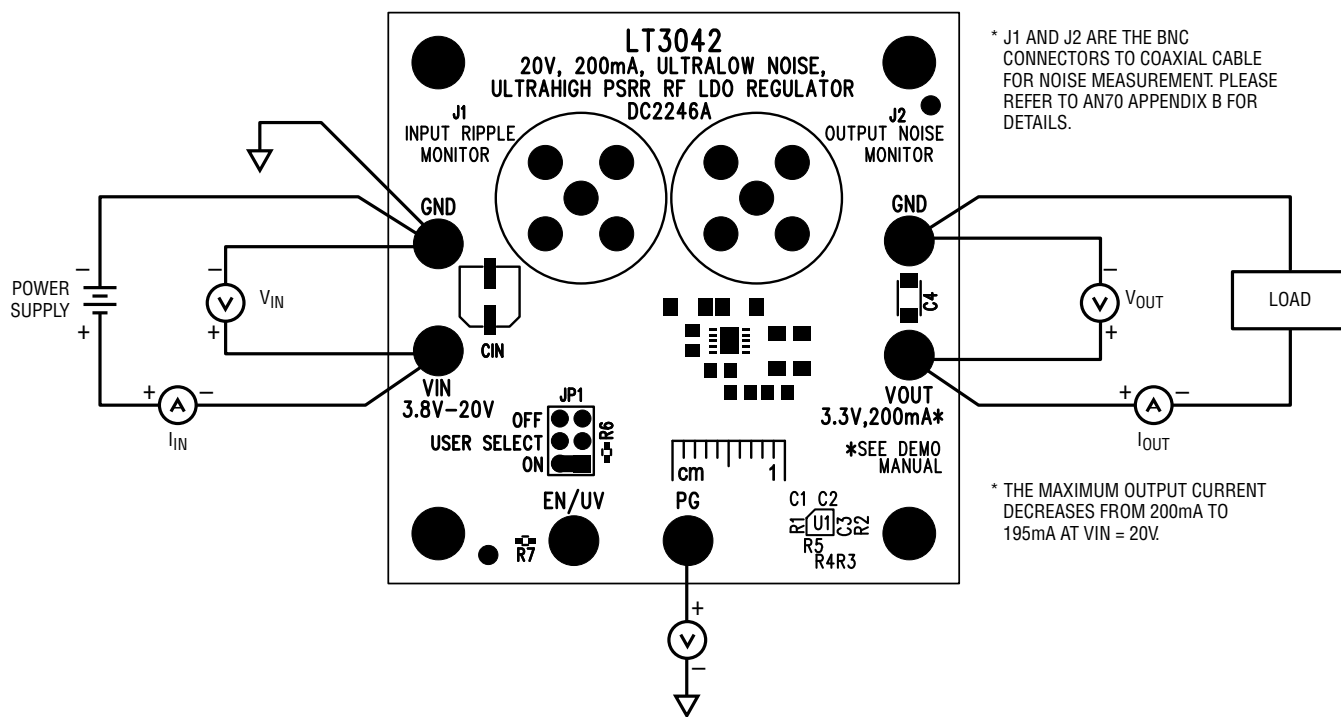 LT3042
20V, 200mA, ULTRALOW NOISE,
ULTRAHIGH PSRR RF LDO REGULATOR
DC2246A
J1
INPUT RIPPLE
MONITOR
J2
OUTPUT NOISE
MONITOR
* J1 AND J2 ARE THE BNC
CONNECTORS TO COAXIAL CABLE
FOR NOISE MEASUREMENT. PLEASE
REFER TO AN70 APPENDIX B FOR
DETAILS.
GND
GND
–
POWER
SUPPLY
+
–
V
VIN
+
CIN
C4
–
V
VOUT
+
LOAD
VIN
3.8V–20V
+
A
–
IIN
JP1
OFF
USER SELECT
ON
R6
VOUT
3.3V,200mA*
*SEE DEMO
MANUAL
+
A
–
IOUT
cm 1
EN/UV
PG
R7
C1 C2
R1
U1
C3
R2
R5
R4R3
* THE MAXIMUM OUTPUT CURRENT
DECREASES FROM 200mA TO
195mA AT VIN = 20V.
+
V
–